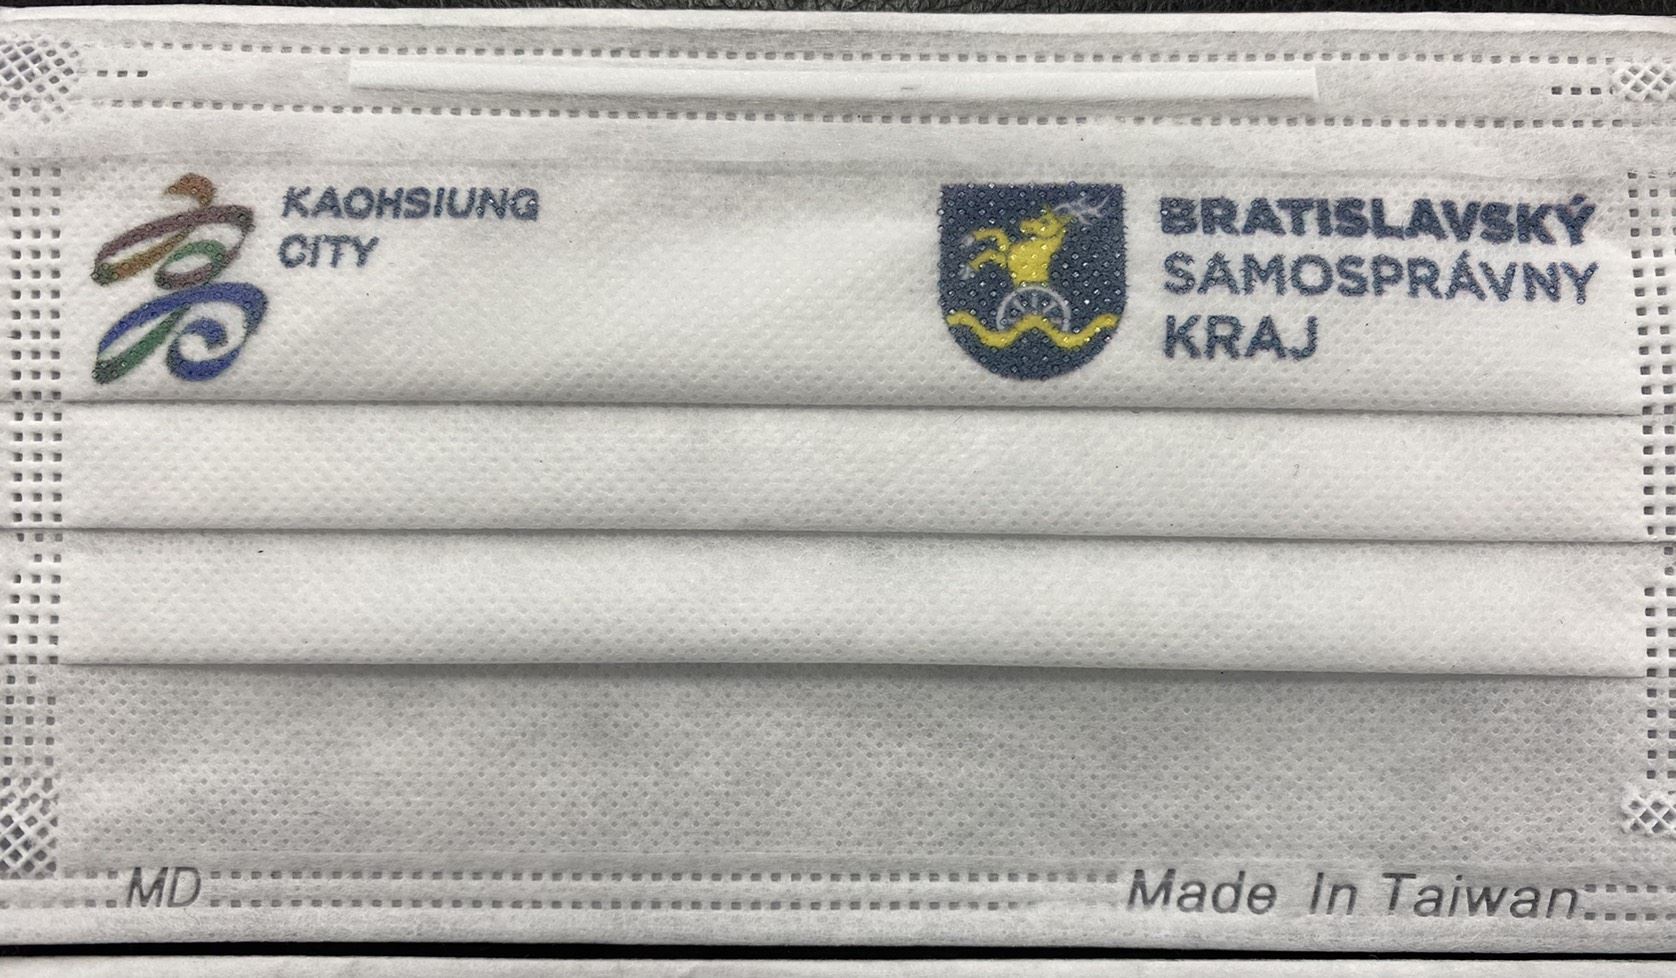 KAOHSIUNG
CITY
BRATISLAVSKÝ
SAMOSPRÁVNY
KRAJ
MD
Made In Taiwan